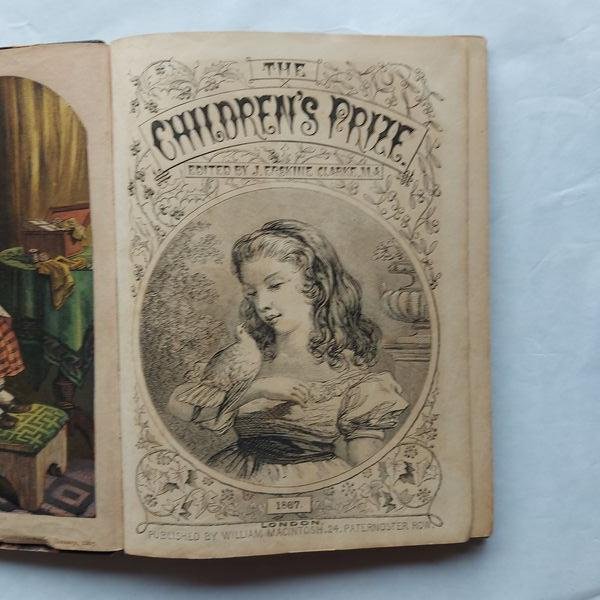 THE
CHILDREN'S PRIZE.
EDITED BY J. ERSKINE CLARKE, M.A.
1867.
LONDON
PUBLISHED BY WILLIAM MACINTOSH, 24, PATERNOSTER ROW.